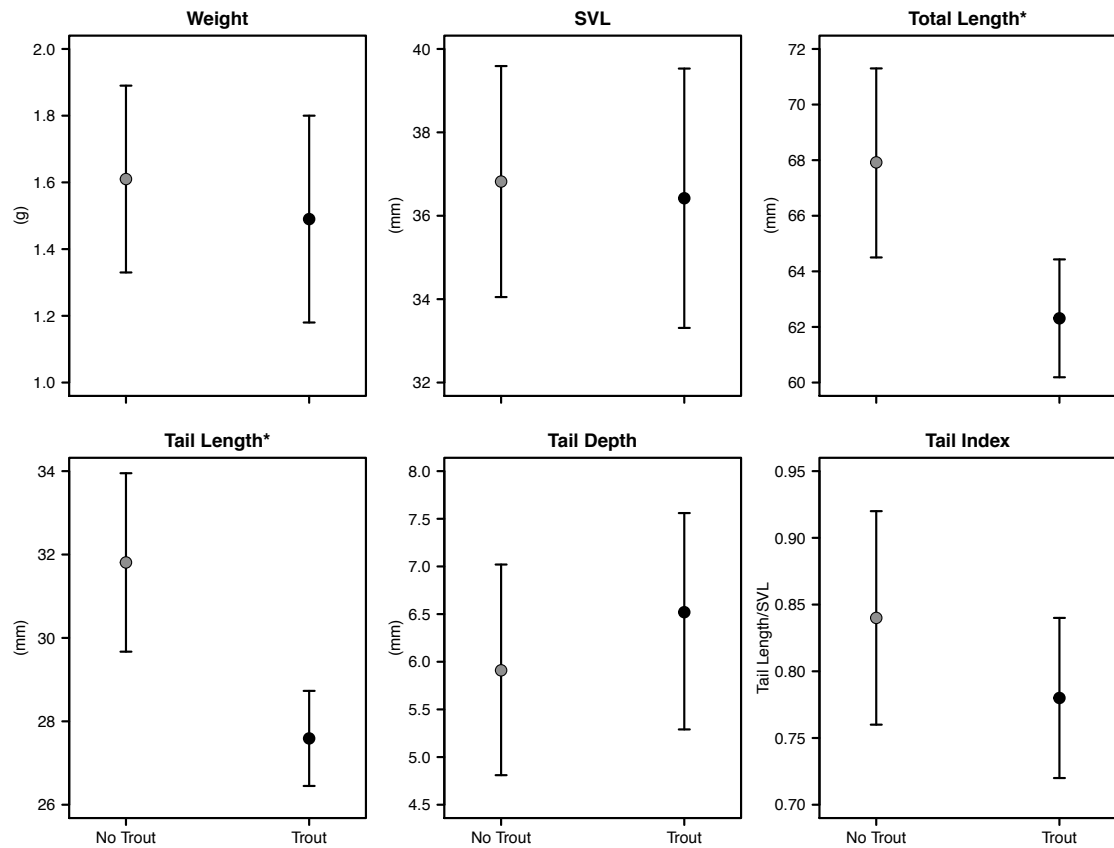 Weight
2.0
1.8
1.6
1.4
1.2
1.0
(g)
SVL
40
38
36
34
32
(mm)
Total Length*
72
70
68
66
64
62
60
(mm)
Tail Length*
34
32
30
28
26
(mm)
No Trout
Trout
Tail Depth
8.0
7.5
7.0
6.5
6.0
5.5
5.0
4.5
(mm)
No Trout
Trout
Tail Index
0.95
0.90
0.85
0.80
0.75
0.70
Tail Length/SVL
No Trout
Trout